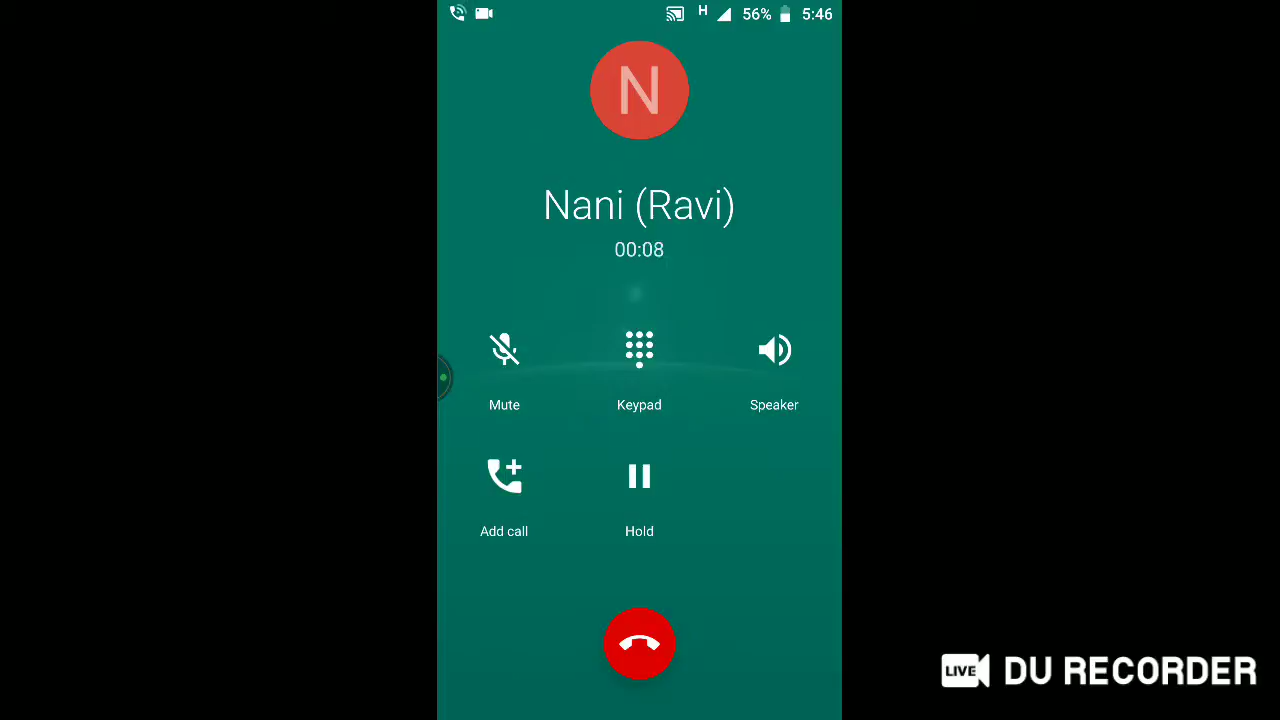 H 56% 5:46
N
Nani (Ravi)
00:08
Mute Keypad Speaker
Add call Hold
LIVE DU RECORDER